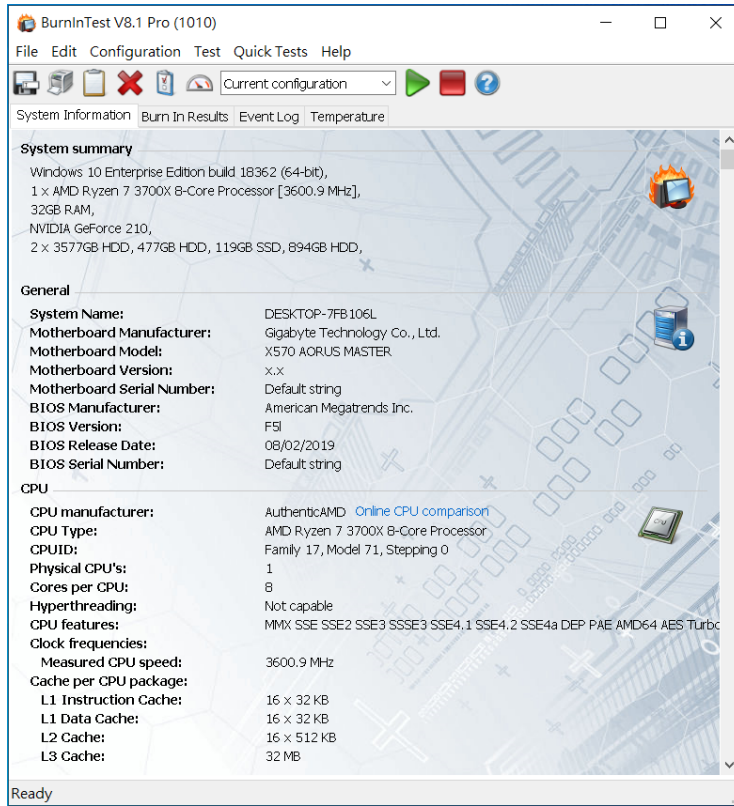 BurnInTest V8.1 Pro (1010)
File Edit Configuration Test Quick Tests Help
Current configuration
System Information Burn In Results Event Log Temperature
System summary
Windows 10 Enterprise Edition build 18362 (64-bit),
1 x AMD Ryzen 7 3700X 8-Core Processor [3600.9 MHz],
32GB RAM,
NVIDIA GeForce 210,
2 x 3577GB HDD, 477GB HDD, 119GB SSD, 894GB HDD,
General
System Name: DESKTOP-7FB106L
Motherboard Manufacturer: Gigabyte Technology Co., Ltd.
Motherboard Model: X570 AORUS MASTER
Motherboard Version: x.x
Motherboard Serial Number: Default string
BIOS Manufacturer: American Megatrends Inc.
BIOS Version: F5l
BIOS Release Date: 08/02/2019
BIOS Serial Number: Default string
CPU
CPU manufacturer: AuthenticAMD Online CPU comparison
CPU Type: AMD Ryzen 7 3700X 8-Core Processor
CPUID: Family 17, Model 71, Stepping 0
Physical CPU's: 1
Cores per CPU: 8
Hyperthreading: Not capable
CPU features: MMX SSE SSE2 SSE3 SSSE3 SSE4.1 SSE4.2 SSE4a DEP PAE AMD64 AES Turbo
Clock frequencies:
Measured CPU speed: 3600.9 MHz
Cache per CPU package:
L1 Instruction Cache: 16 x 32 KB
L1 Data Cache: 16 x 32 KB
L2 Cache: 16 x 512 KB
L3 Cache: 32 MB
Ready